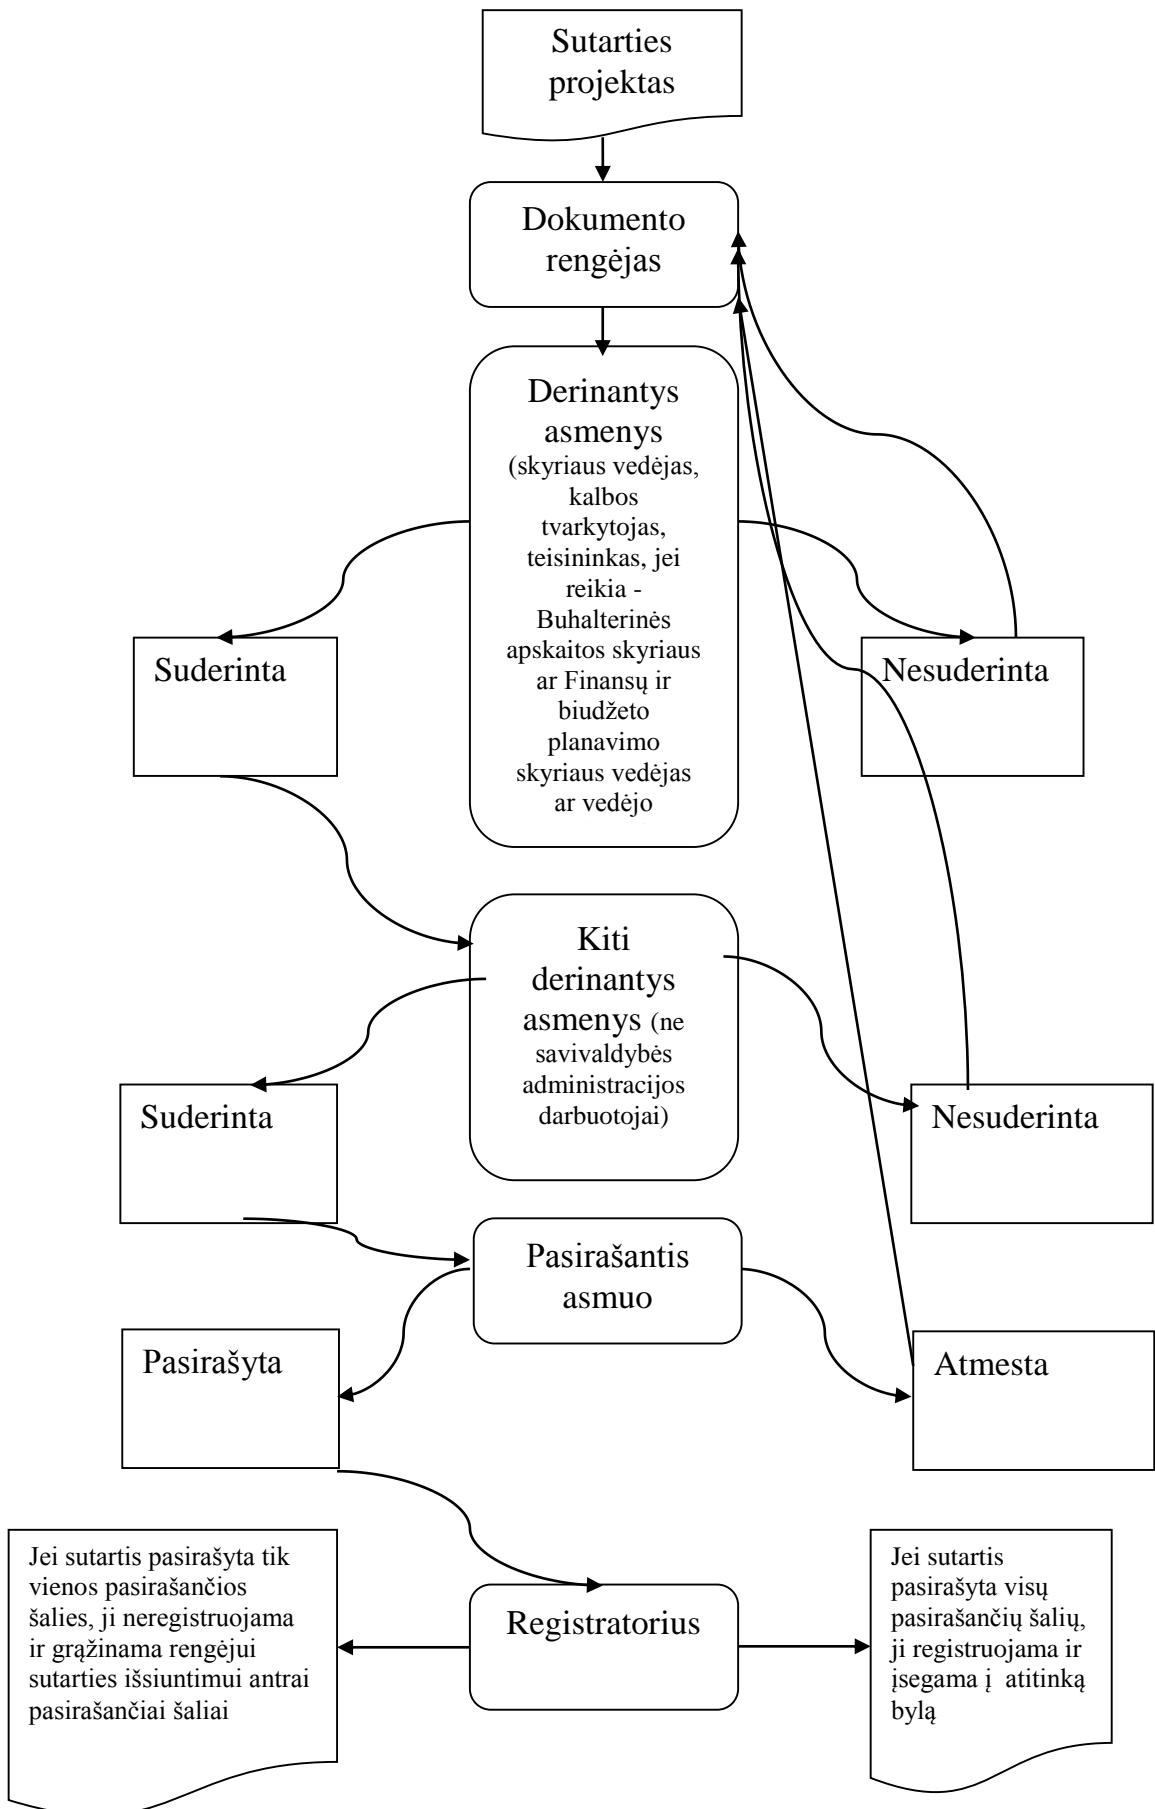 Sutarties
projektas
Dokumento
rengėjas
Derinantys
asmenys
(skyriaus vedėjas,
kalbos
tvarkytojas,
teisininkas, jei
reikia -
Buhalterinės
apskaitos skyriaus
ar Finansų ir
biudžeto
planavimo
skyriaus vedėjas
ar vedėjo
Suderinta
Nesuderinta
Kiti
derinantys
asmenys (ne
savivaldybės
administracijos
darbuotojai)
Suderinta
Nesuderinta
Pasirašantis
asmuo
Pasirašyta
Atmesta
Jei sutartis pasirašyta tik
vienos pasirašančios
šalies, ji neregistruojama
ir grąžinama rengėjui
sutarties išsiuntimui antrai
pasirašančiai šaliai
Registratorius
Jei sutartis
pasirašyta visų
pasirašančių šalių,
ji registruojama ir
įsegama į  atitinką
bylą